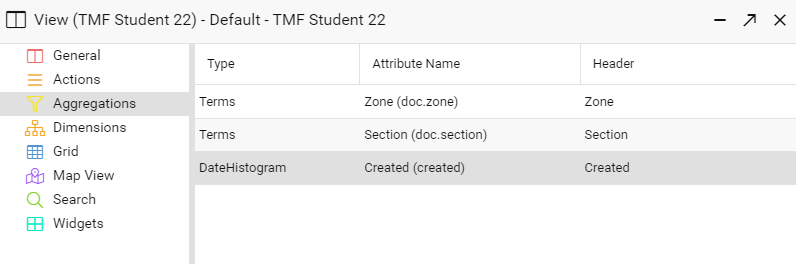 View (TMF Student 22) - Default - TMF Student 22
General
Actions
Aggregations
Dimensions
Grid
Map View
Search
Widgets
Type Attribute Name Header
Terms Zone (doc.zone) Zone
Terms Section (doc.section) Section
DateHistogram Created (created) Created